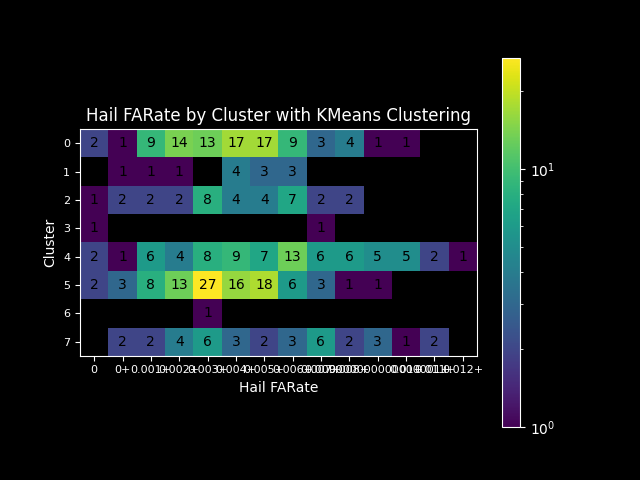 Hail FARate by Cluster with KMeans Clustering
0 2 1 9 14 13 17 17 9 3 4 1 1
1 1 1 1 4 3 3
2 1 2 2 2 8 4 4 7 2 2
3 1 1
4 2 1 6 4 8 9 7 13 6 6 5 5 2 1
5 2 3 8 13 27 16 18 6 3 1 1
6 1
7 2 2 4 6 3 2 3 6 2 3 1 2
Cluster
0 0+
Hail FARate
10¹
10⁰